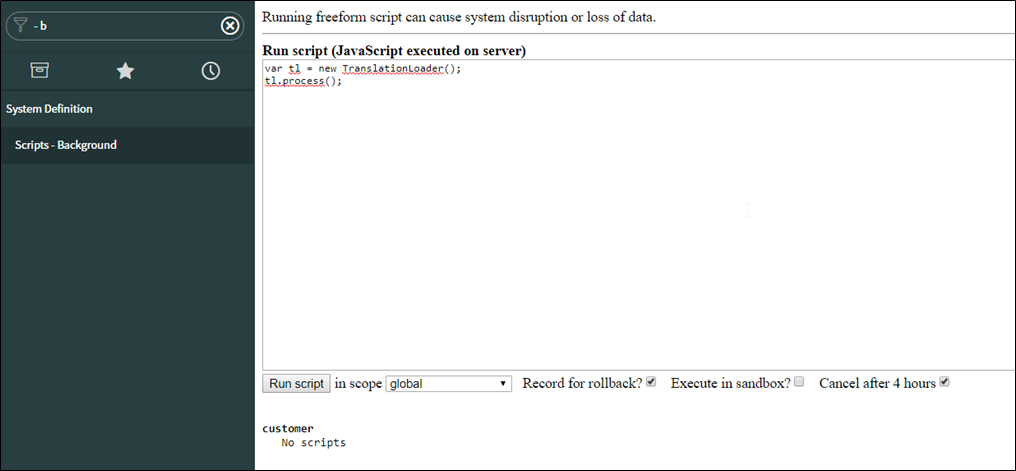 - b
System Definition
Scripts - Background
Running freeform script can cause system disruption or loss of data.
Run script (JavaScript executed on server)
var tl = new TranslationLoader();
tl.process();
Run script in scope global Record for rollback? Execute in sandbox? Cancel after 4 hours
customer
No scripts